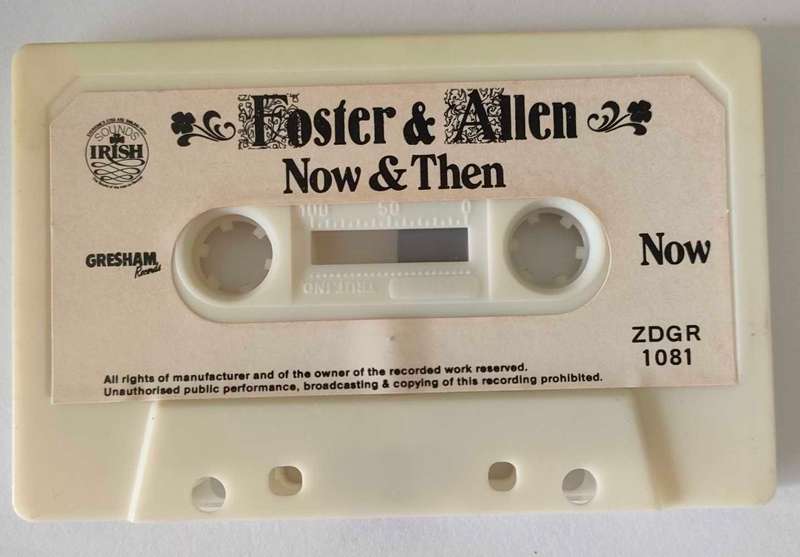 Foster & Allen
Now & Then
SOUNDS
IRISH
GRESHAM
Records
100 50 0
Now
ZDGR
1081
All rights of manufacturer and of the owner of the recorded work reserved.
Unauthorised public performance, broadcasting & copying of this recording prohibited.